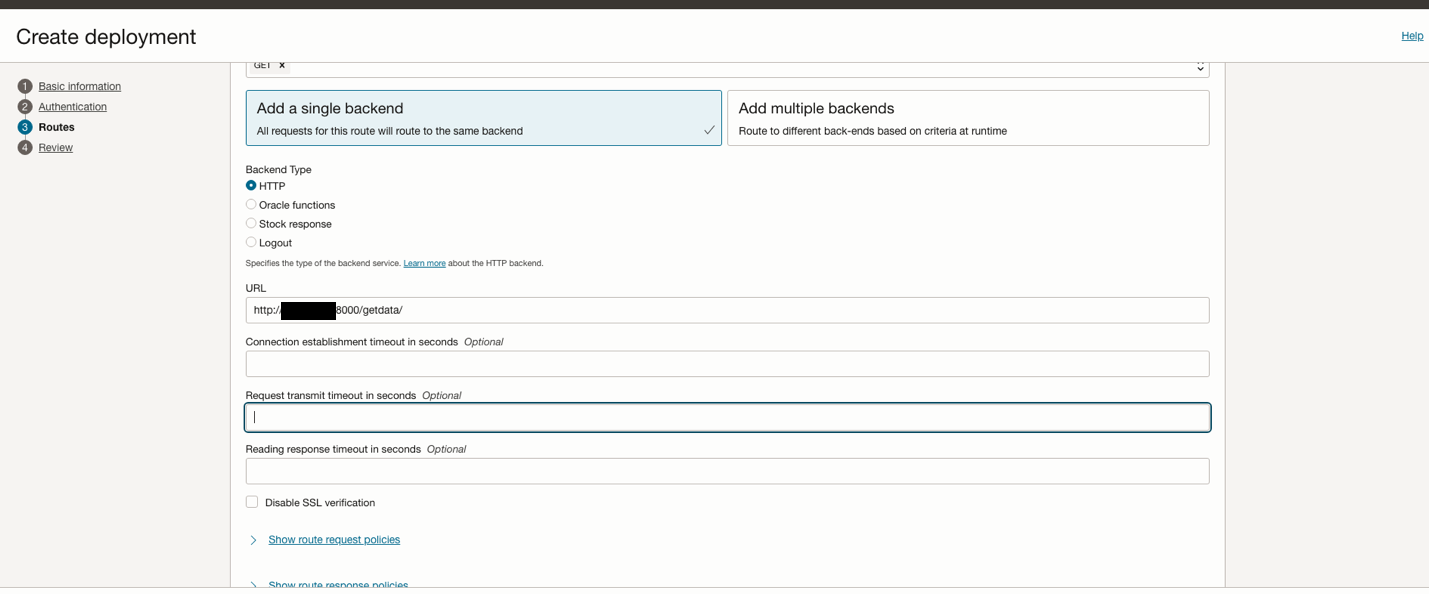 Create deployment
Help
1 Basic information
2 Authentication
3 Routes
4 Review
GET ×
Add a single backend
All requests for this route will route to the same backend
Add multiple backends
Route to different back-ends based on criteria at runtime
Backend Type
HTTP
Oracle functions
Stock response
Logout
Specifies the type of the backend service. Learn more about the HTTP backend.
URL
http:/ 8000/getdata/
Connection establishment timeout in seconds Optional
Request transmit timeout in seconds Optional
Reading response timeout in seconds Optional
Disable SSL verification
Show route request policies
Show route response policies